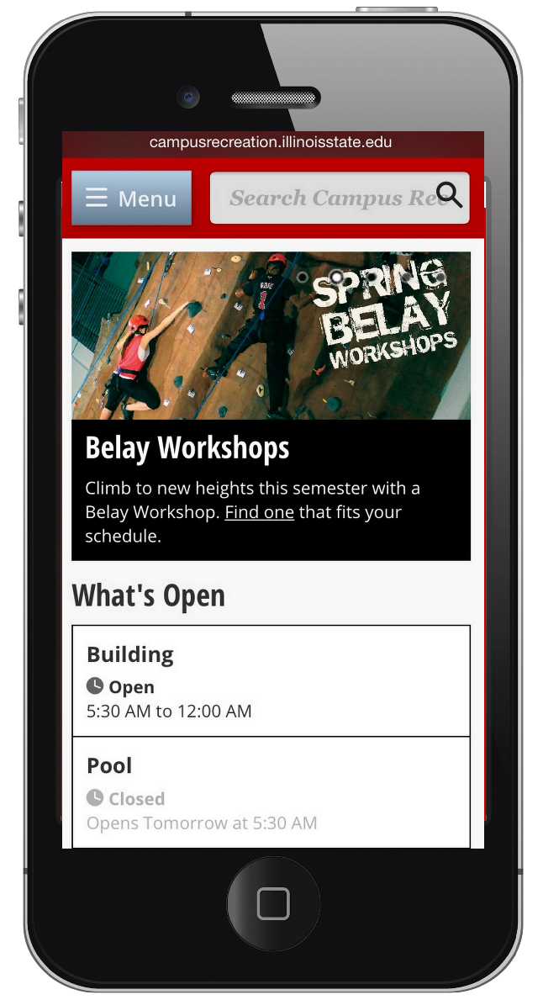 campusrecreation.illinoisstate.edu
Menu
Search Campus Rec
SPRING
BELAY
WORKSHOPS
1
Belay Workshops
Climb to new heights this semester with a
Belay Workshop. Find one that fits your
schedule.
What's Open
Building
Open
5:30 AM to 12:00 AM
Pool
Closed
Opens Tomorrow at 5:30 AM